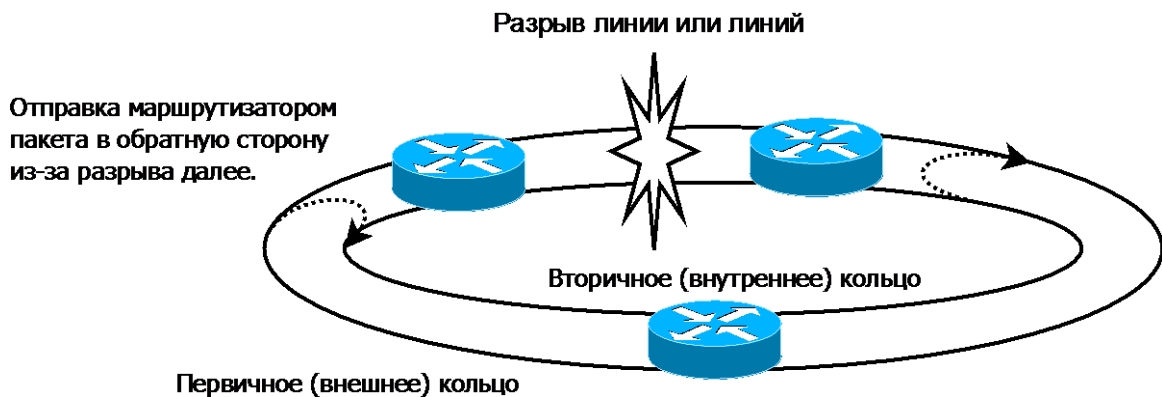 Разрыв линии или линий
Отправка маршрутизатором
пакета в обратную сторону
из-за разрыва далее.
Вторичное (внутреннее) кольцо
Первичное (внешнее) кольцо